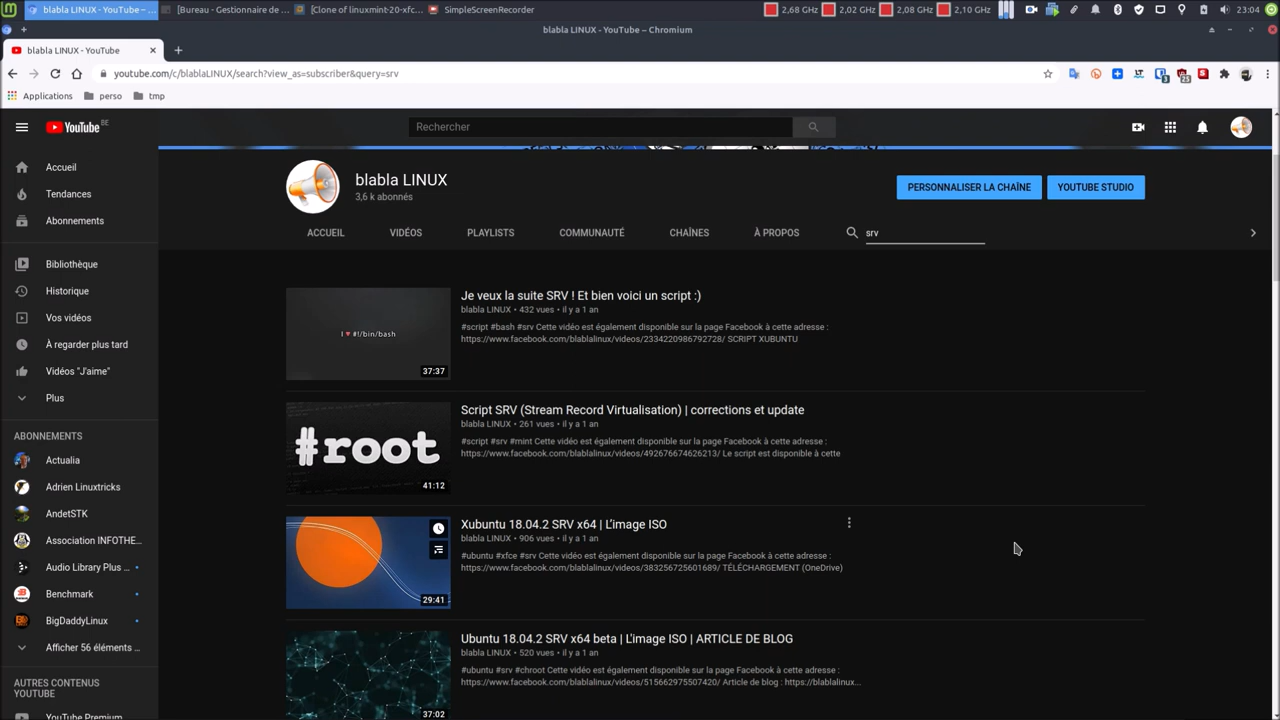 blabla LINUX - YouTube – ...
[Bureau - Gestionnaire de ...
[Clone of linuxmint-20-xfc...
SimpleScreenRecorder
2,68 GHz
2,02 GHz
2,08 GHz
2,10 GHz
23:04
blabla LINUX - YouTube – Chromium
blabla LINUX - YouTube
youtube.com/c/blablaLINUX/search?view_as=subscriber&query=srv
Applications
perso
tmp
YouTube BE
Rechercher
Accueil
Tendances
Abonnements
Bibliothèque
Historique
Vos vidéos
À regarder plus tard
Vidéos "J'aime"
Plus
ABONNEMENTS
Actualia
Adrien Linuxtricks
AndetSTK
Association INFOTHE...
Audio Library Plus ...
Benchmark
BigDaddyLinux
Afficher 56 éléments ...
AUTRES CONTENUS
YOUTUBE
YouTube Premium
blabla LINUX
3,6 k abonnés
PERSONNALISER LA CHAÎNE
YOUTUBE STUDIO
ACCUEIL
VIDÉOS
PLAYLISTS
COMMUNAUTÉ
CHAÎNES
À PROPOS
srv
I ♥ #!/bin/bash
37:37
Je veux la suite SRV ! Et bien voici un script :)
blabla LINUX • 432 vues • il y a 1 an
#script #bash #srv Cette vidéo est également disponible sur la page Facebook à cette adresse :
https://www.facebook.com/blablalinux/videos/2334220986792728/ SCRIPT XUBUNTU
#root
41:12
Script SRV (Stream Record Virtualisation) | corrections et update
blabla LINUX • 261 vues • il y a 1 an
#script #srv #mint Cette vidéo est également disponible sur la page Facebook à cette adresse :
https://www.facebook.com/blablalinux/videos/492676674626213/ Le script est disponible à cette
29:41
Xubuntu 18.04.2 SRV x64 | L'image ISO
blabla LINUX • 906 vues • il y a 1 an
#ubuntu #xfce #srv Cette vidéo est également disponible sur la page Facebook à cette adresse :
https://www.facebook.com/blablalinux/videos/383256725601689/ TÉLÉCHARGEMENT (OneDrive)
37:02
Ubuntu 18.04.2 SRV x64 beta | L'image ISO | ARTICLE DE BLOG
blabla LINUX • 520 vues • il y a 1 an
#ubuntu #srv #chroot Cette vidéo est également disponible sur la page Facebook à cette adresse :
https://www.facebook.com/blablalinux/videos/515662975507420/ Article de blog : https://blablalinux...